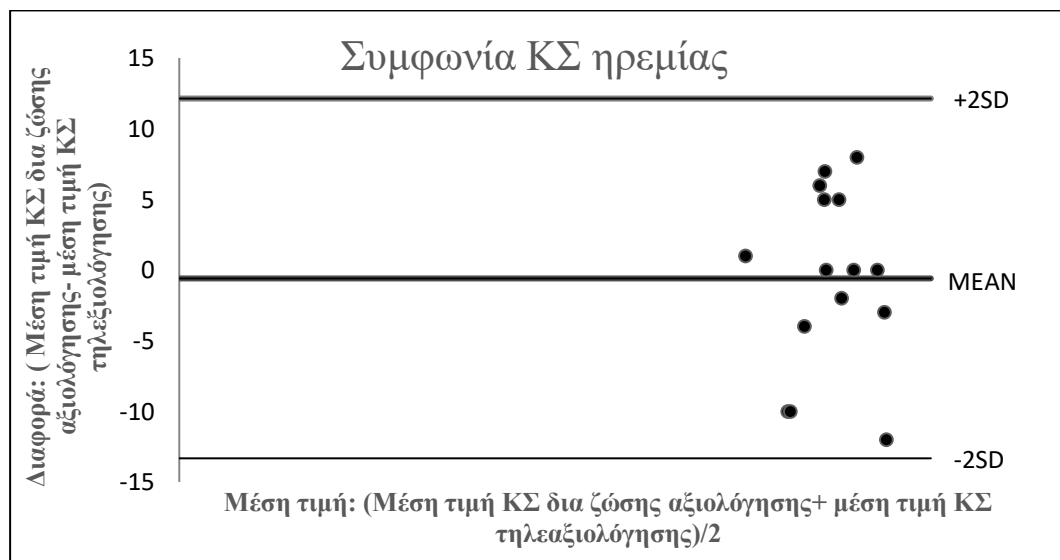 Συμφωνία ΚΣ ηρεμίας
Διαφορά: ( Μέση τιμή ΚΣ δια ζώσης
αξιολόγησης- μέση τιμή ΚΣ
τηλεξιολόγησης)
15
10
5
0
-5
-10
-15
+2SD
MEAN
-2SD
Μέση τιμή: (Μέση τιμή ΚΣ δια ζώσης αξιολόγησης+ μέση τιμή ΚΣ
τηλεαξιολόγησης)/2